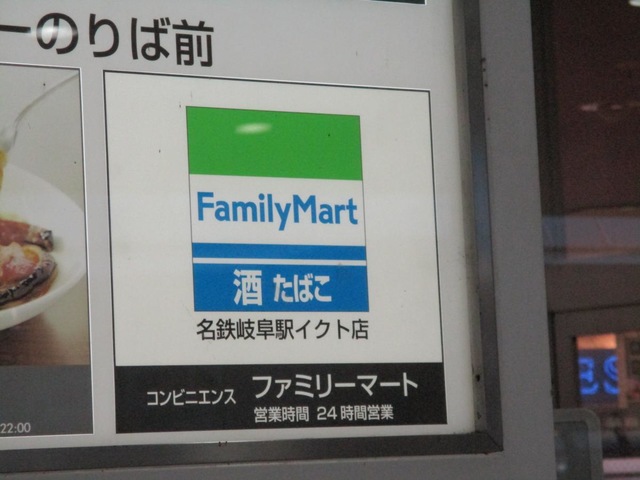 ーのりば前
FamilyMart
酒 たばこ
名鉄岐阜駅イクト店
コンビニエンス ファミリーマート
営業時間 24時間営業
22:00
ES